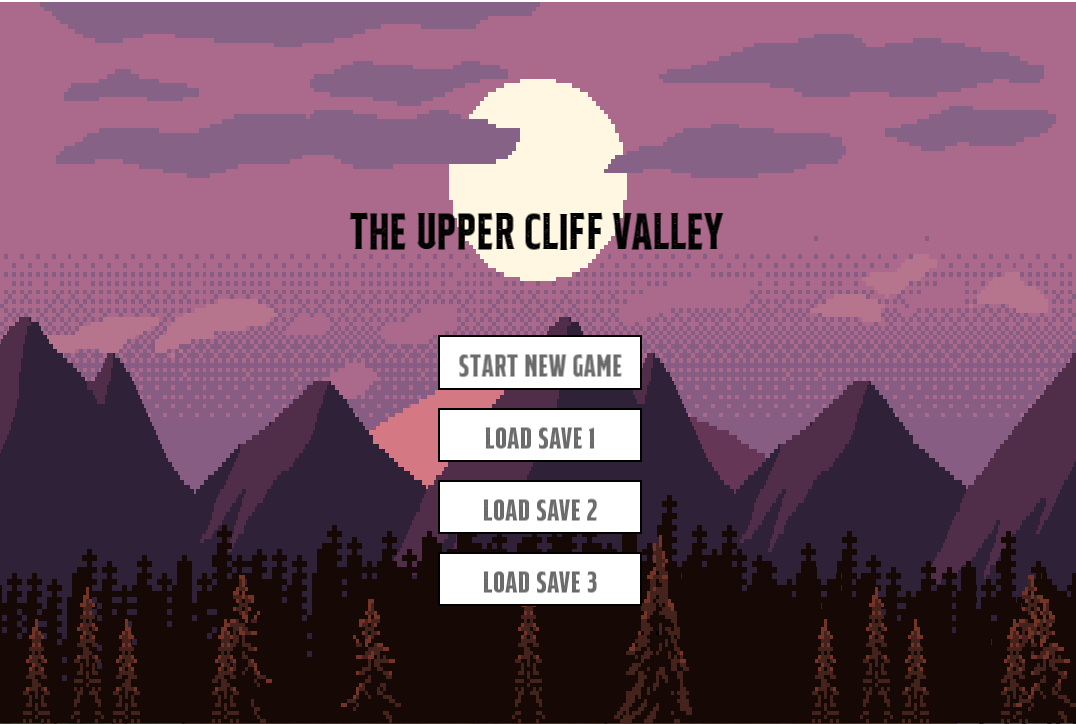 THE UPPER CLIFF VALLEY
START NEW GAME
LOAD SAVE 1
LOAD SAVE 2
LOAD SAVE 3